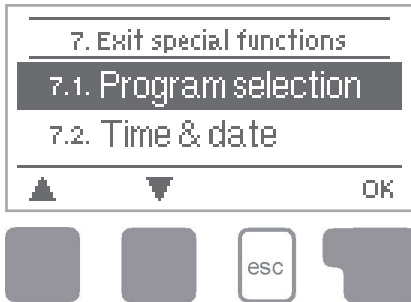 7. Exit special functions
7.1. Program selection
7.2. Time & date
OK
esc